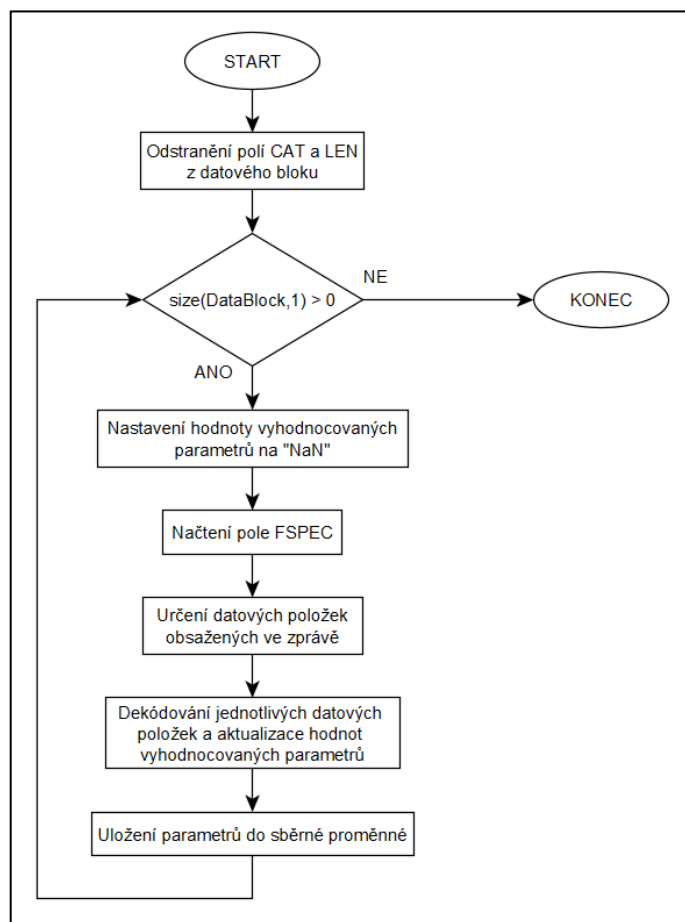 START
Odstranění polí CAT a LEN
z datového bloku
size(DataBlock,1) > 0
NE
KONEC
ANO
Nastavení hodnoty vyhodnocovaných
parametrů na "NaN"
Načtení pole FSPEC
Určení datových položek
obsažených ve zprávě
Dekódování jednotlivých datových
položek a aktualizace hodnot
vyhodnocovaných parametrů
Uložení parametrů do sběrné proměnné